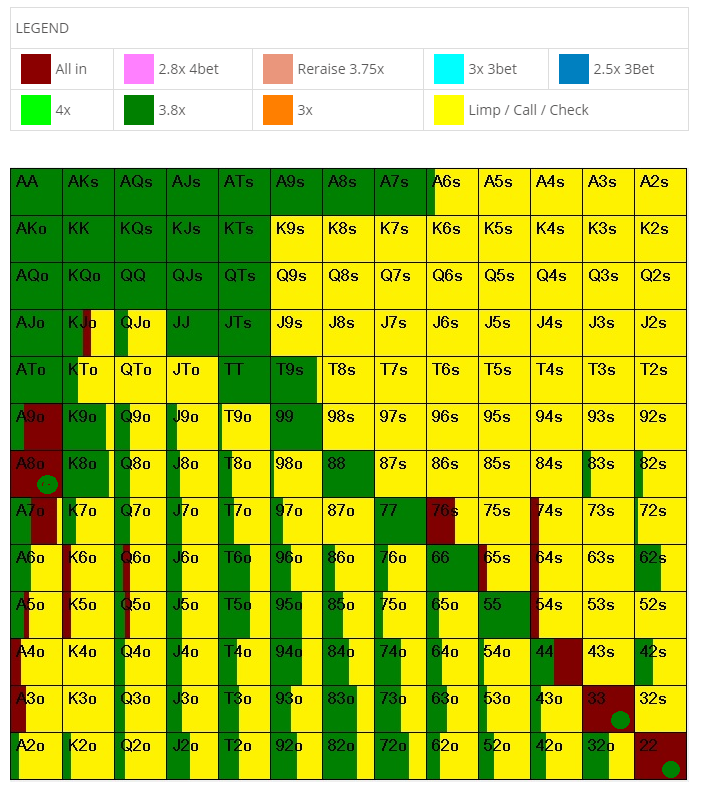 LEGEND
All in 2.8x 4bet Reraise 3.75x 3x 3bet 2.5x 3Bet
4x 3.8x 3x Limp / Call / Check
AA AKs AQs AJs ATs A9s A8s A7s A6s A5s A4s A3s A2s
AKo KK KQs KJs KTs K9s K8s K7s K6s K5s K4s K3s K2s
AQo KQo QQ QJs QTs Q9s Q8s Q7s Q6s Q5s Q4s Q3s Q2s
AJo KJo QJo JJ JTs J9s J8s J7s J6s J5s J4s J3s J2s
ATo KTo QTo JTo TT T9s T8s T7s T6s T5s T4s T3s T2s
A9o K9o Q9o J9o T9o 99 98s 97s 96s 95s 94s 93s 92s
A8o K8o Q8o J8o T8o 98o 88 87s 86s 85s 84s 83s 82s
A7o K7o Q7o J7o T7o 97o 87o 77 76s 75s 74s 73s 72s
A6o K6o Q6o J6o T6o 96o 86o 76o 66 65s 64s 63s 62s
A5o K5o Q5o J5o T5o 95o 85o 75o 65o 55 54s 53s 52s
A4o K4o Q4o J4o T4o 94o 84o 74o 64o 54o 44 43s 42s
A3o K3o Q3o J3o T3o 93o 83o 73o 63o 53o 43o 33 32s
A2o K2o Q2o J2o T2o 92o 82o 72o 62o 52o 42o 32o 22